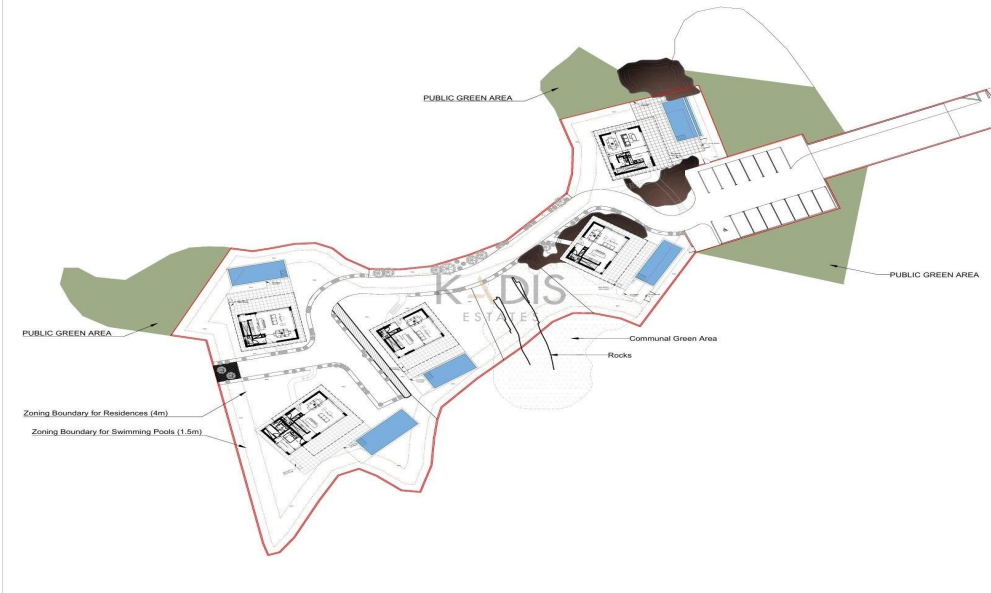 PUBLIC GREEN AREA
PUBLIC GREEN AREA
KADIS
ESTATES
PUBLIC GREEN AREA
Communal Green Area
Rocks
Zoning Boundary for Residences (4m)
Zoning Boundary for Swimming Pools (1.5m)